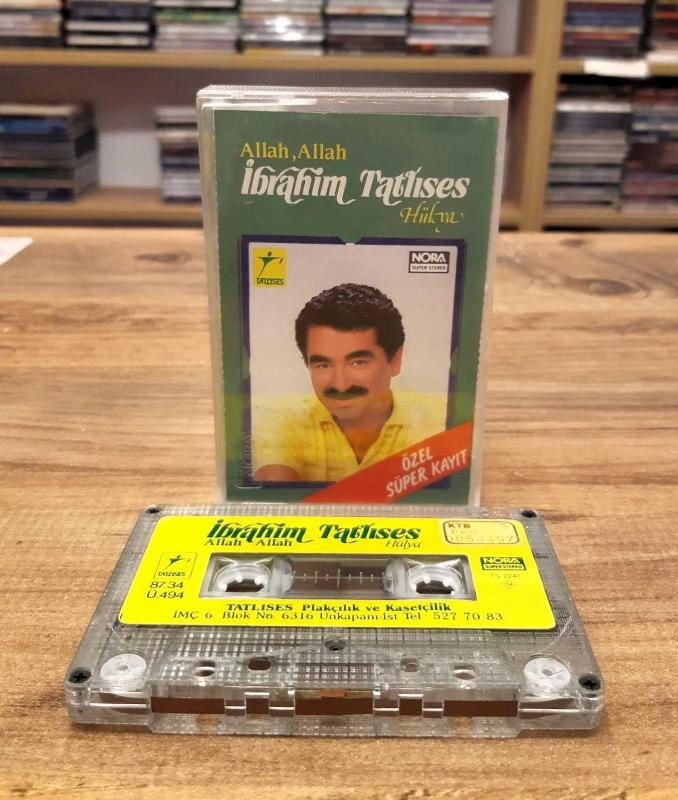 Allah, Allah
İbrahim Tatlıses
Hülya
TATLISES
NORA
SUPER STEREO
NORA
ÖZEL
SÜPER KAYIT
İbrahim Tatlıses
Allah Allah
Hülya
KTB
TATLISES
NORA
SUPER STEREO
87.34
Ü.494
TATLISES Plakçılık ve Kasetçilik
İMÇ 6. Blok No. 6316 Unkapanı-İst Tel 527 70 83